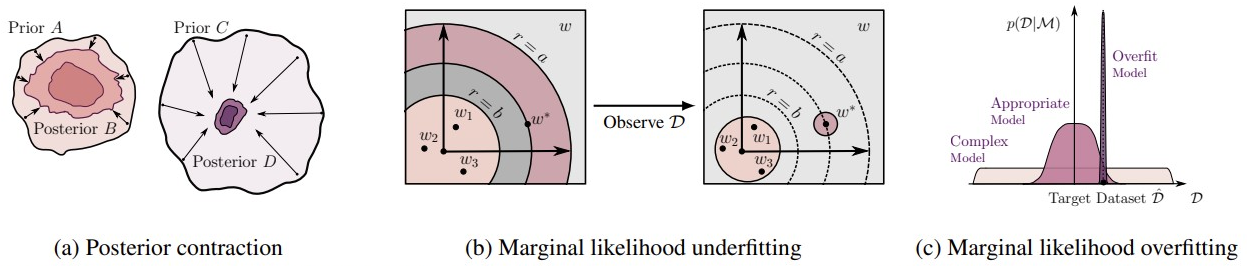 Prior A
Posterior B
Prior C
Posterior D
(a) Posterior contraction
w
r = a
r = b
w*
w₁
w₂
w₃
Observe 𝒟
w
r = a
r = b
w*
w₁
w₂
w₃
(b) Marginal likelihood underfitting
p(𝒟|ℳ)
Overfit
Model
Appropriate
Model
Complex
Model
Target Dataset 𝒟̂
𝒟
(c) Marginal likelihood overfitting